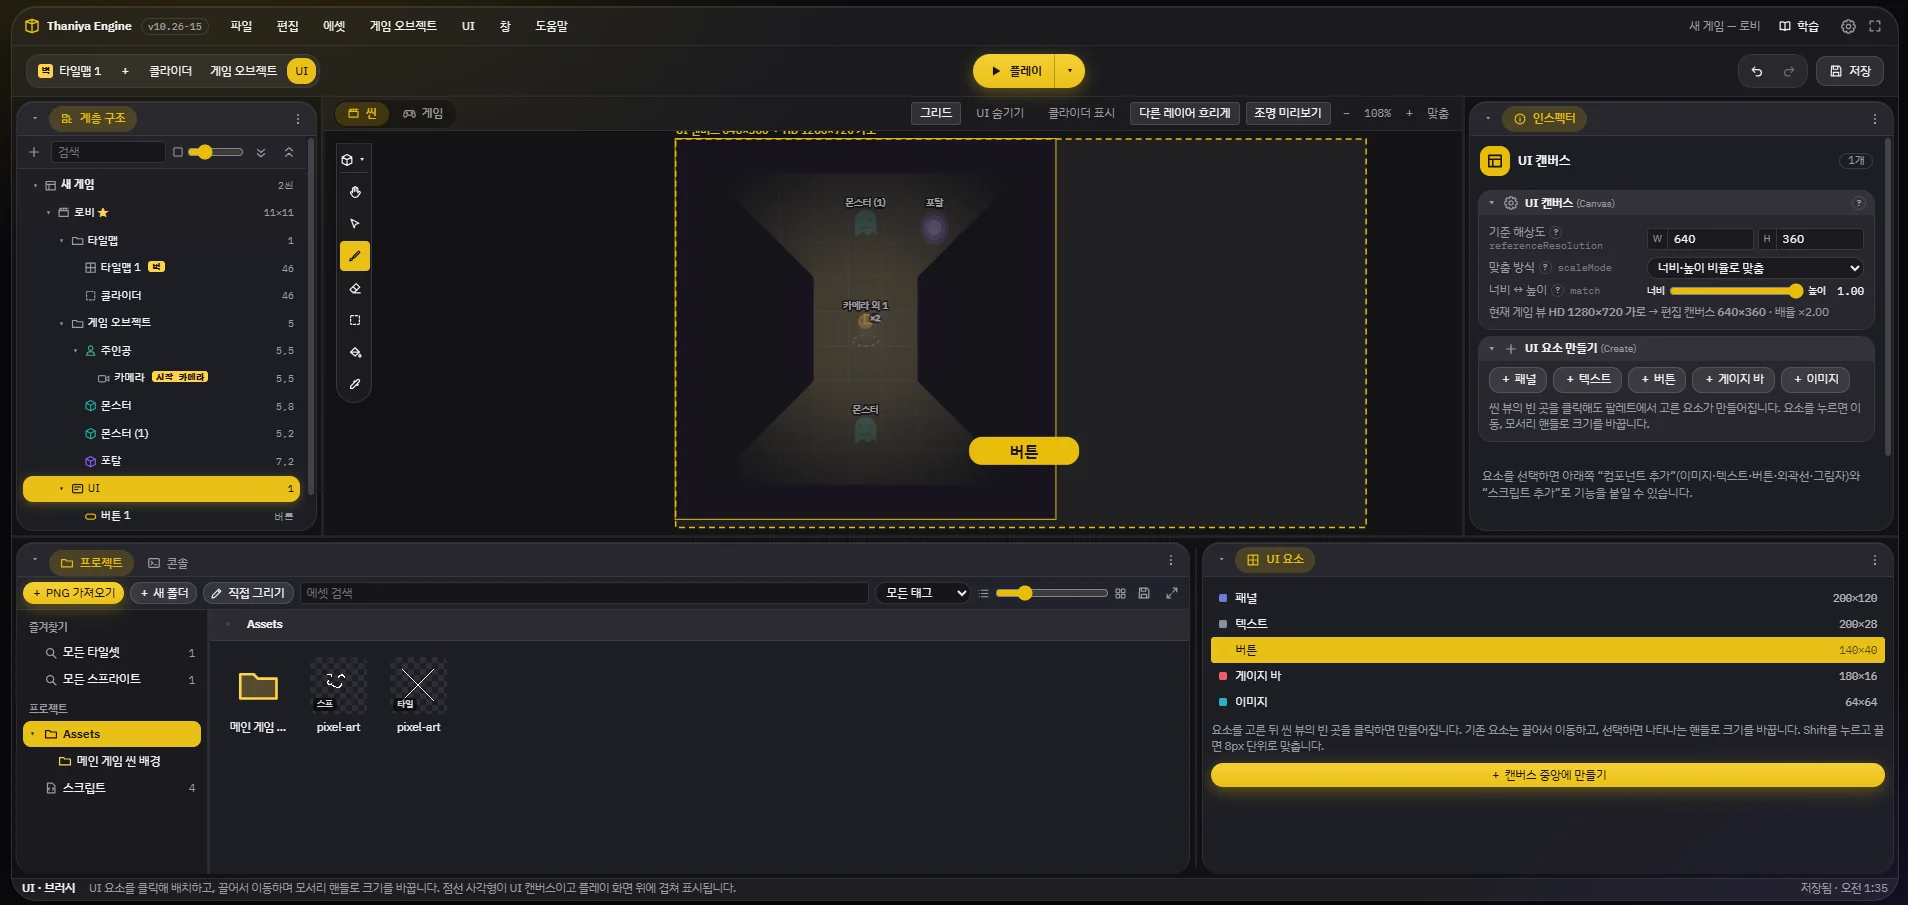 Thaniya Engine v10.26-15 파일 편집 에셋 게임 오브젝트 UI 창 도움말 새 게임 — 로비 학습
벽 타일맵 1 + 콜라이더 게임 오브젝트 UI 플레이 저장
계층 구조
검색
새 게임 2씬
로비 11×11
타일맵 1
타일맵 1 벽 46
콜라이더 46
게임 오브젝트 5
주인공 5,5
카메라 시작 카메라 5,5
몬스터 5,8
몬스터 (1) 5,2
포탈 7,2
UI 1
버튼 1 버튼
씬 게임 그리드 UI 숨기기 콜라이더 표시 다른 레이어 흐리게 조명 미리보기 − 108% + 맞춤
UI 캔버스 640×360 · HD 1280×720 가로
몬스터 (1) 포탈
카메라 외 1
×2
몬스터
버튼
인스펙터
UI 캔버스 1개
UI 캔버스 (Canvas) ?
기준 해상도 ? referenceResolution W 640 H 360
맞춤 방식 ? scaleMode 너비·높이 비율로 맞춤
너비 ↔ 높이 ? match 너비 높이 1.00
현재 게임 뷰 HD 1280×720 가로 → 편집 캔버스 640×360 · 배율 ×2.00
UI 요소 만들기 (Create)
+ 패널 + 텍스트 + 버튼 + 게이지 바 + 이미지
씬 뷰의 빈 곳을 클릭해도 팔레트에서 고른 요소가 만들어집니다. 요소를 누르면 이
동, 모서리 핸들로 크기를 바꿉니다.
요소를 선택하면 아래쪽 “컴포넌트 추가”(이미지·텍스트·버튼·외곽선·그림자)와
“스크립트 추가”로 기능을 붙일 수 있습니다.
프로젝트 콘솔
+ PNG 가져오기 + 새 폴더 직접 그리기 에셋 검색 모든 태그
즐겨찾기
모든 타일셋 1
모든 스프라이트 1
프로젝트
Assets
메인 게임 씬 배경
스크립트 4
Assets
스프 타일
메인 게임 ... pixel-art pixel-art
UI 요소
패널 200×120
텍스트 200×28
버튼 140×40
게이지 바 180×16
이미지 64×64
요소를 고른 뒤 씬 뷰의 빈 곳을 클릭하면 만들어집니다. 기존 요소는 끌어서 이동하고, 선택하면 나타나는 핸들로 크기를 바꿉니다. Shift를 누르고 끌
면 8px 단위로 맞춥니다.
+ 캔버스 중앙에 만들기
UI · 브러시 UI 요소를 클릭해 배치하고, 끌어서 이동하며 모서리 핸들로 크기를 바꿉니다. 점선 사각형이 UI 캔버스이고 플레이 화면 위에 겹쳐 표시됩니다. 저장됨 · 오전 1:35